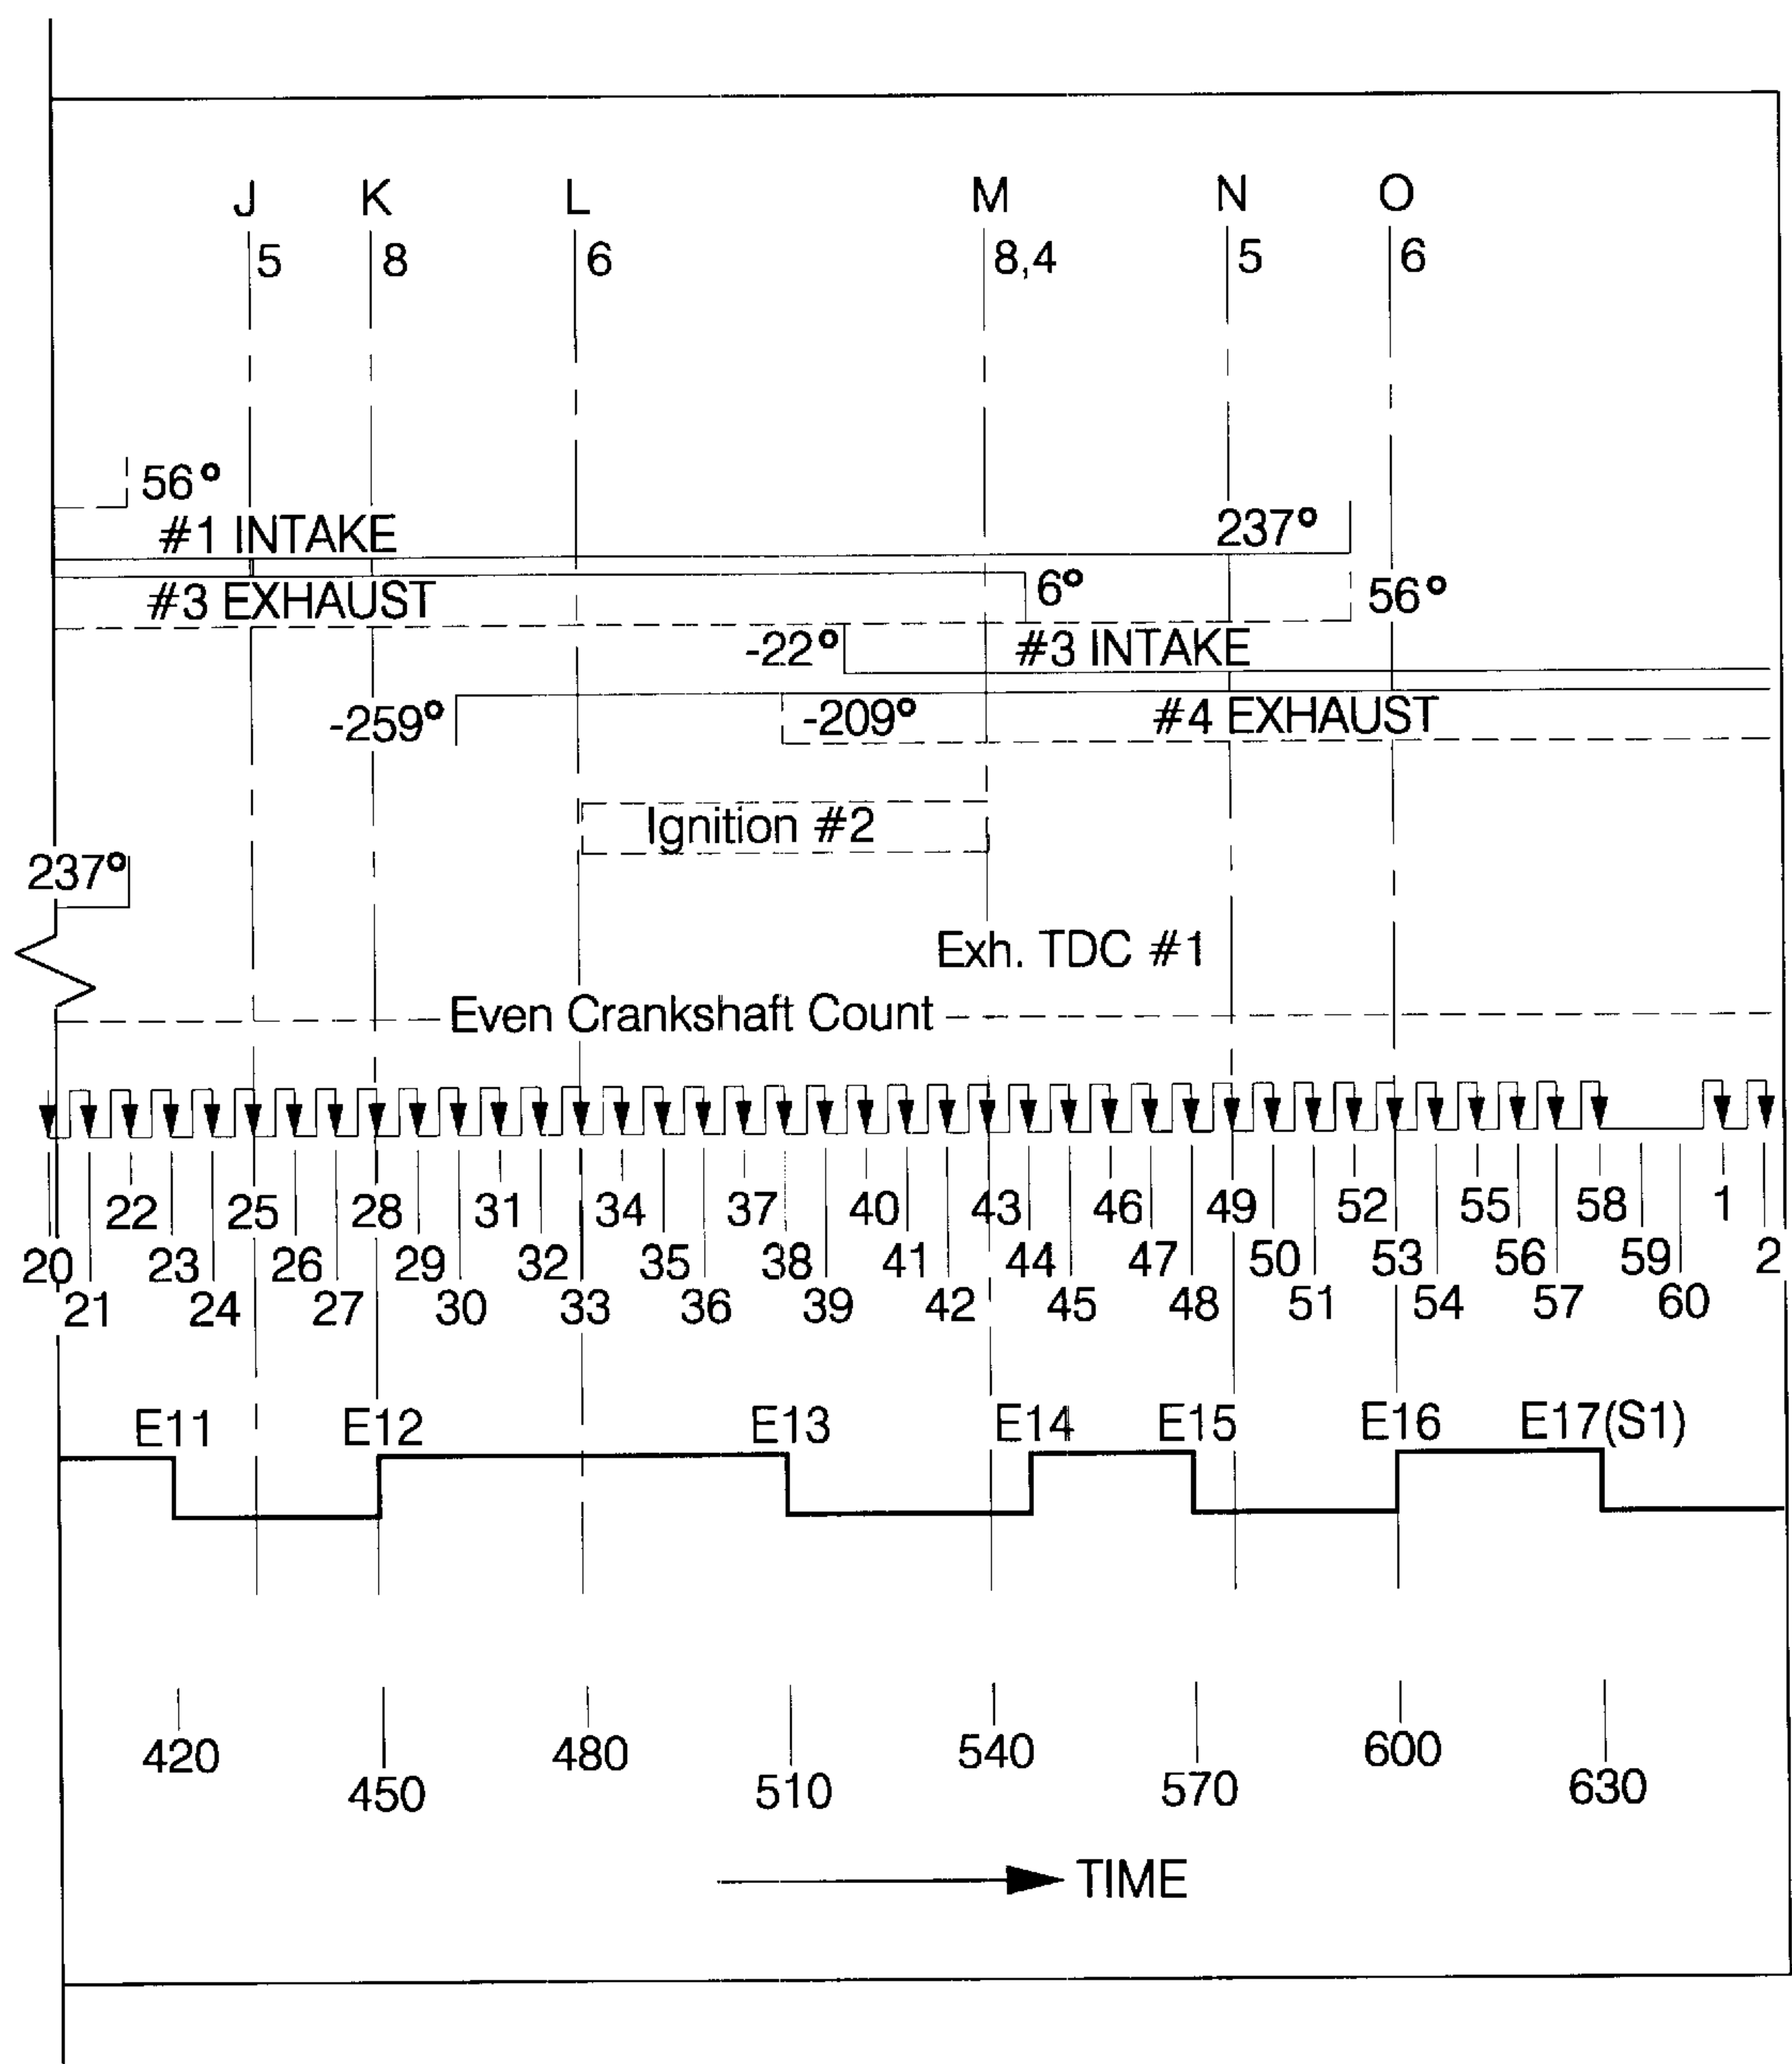 J K L M N O
5 8 6 8,4 5 6
56°
#1 INTAKE 237°
#3 EXHAUST 6° 56°
-22° #3 INTAKE
-259° -209° #4 EXHAUST
Ignition #2
237°
Exh. TDC #1
Even Crankshaft Count
22 25 28 31 34 37 40 43 46 49 52 55 58 1
20 23 26 29 32 35 38 41 44 47 50 53 56 59 2
21 24 27 30 33 36 39 42 45 48 51 54 57 60
E11 E12 E13 E14 E15 E16 E17(S1)
420 480 540 600
450 510 570 630
TIME